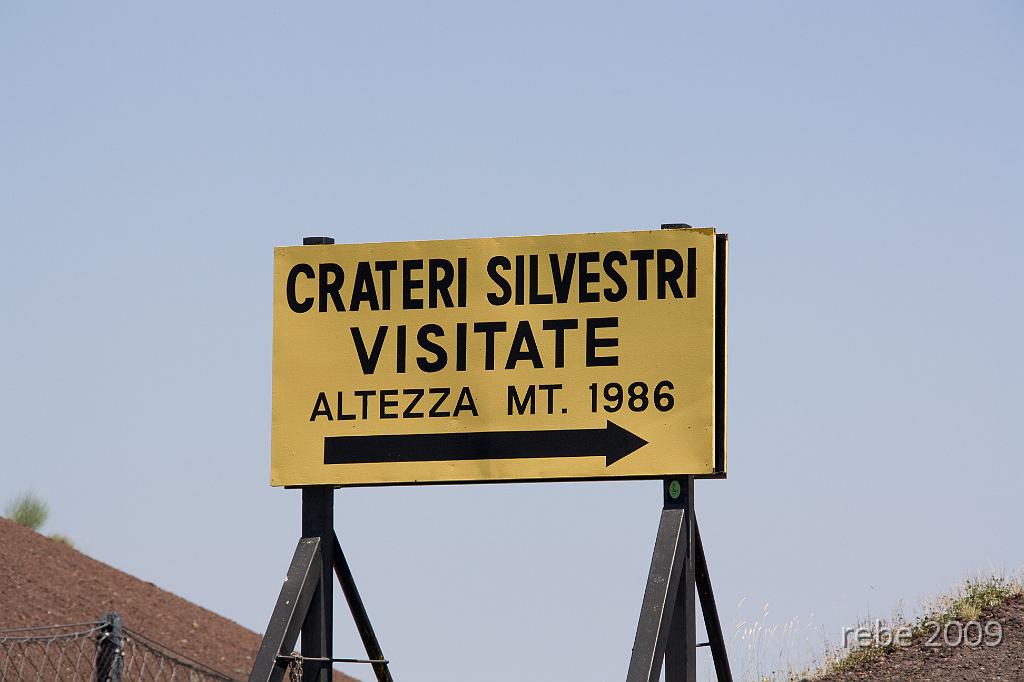 CRATERI SILVESTRI
VISITATE
ALTEZZA MT. 1986
rebe 2009